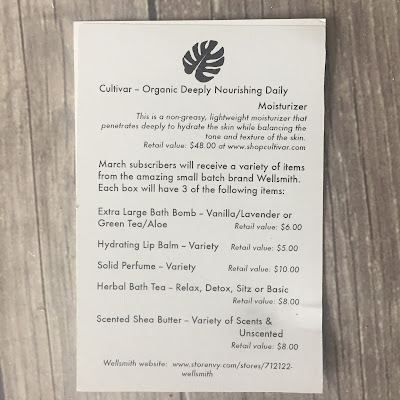 Cultivar – Organic Deeply Nourishing Daily
Moisturizer
This is a non-greasy, lightweight moisturizer that
penetrates deeply to hydrate the skin while balancing the
tone and texture of the skin.
Retail value: $48.00 at www.shopcultivar.com
March subscribers will receive a variety of items
from the amazing small batch brand Wellsmith.
Each box will have 3 of the following items:
Extra Large Bath Bomb – Vanilla/Lavender or
Green Tea/Aloe Retail value: $6.00
Hydrating Lip Balm – Variety Retail value: $5.00
Solid Perfume – Variety Retail value: $10.00
Herbal Bath Tea – Relax, Detox, Sitz or Basic
Retail value: $8.00
Scented Shea Butter – Variety of Scents &
Unscented
Retail value: $8.00
Wellsmith website: www.storenvy.com/stores/712122-
wellsmith